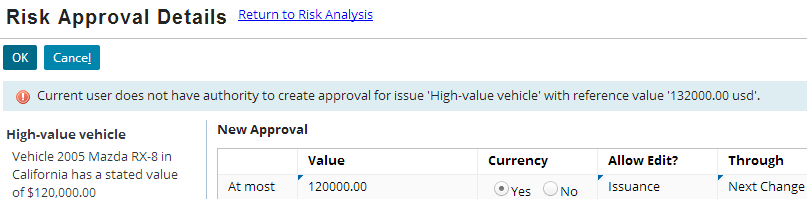 Risk Approval Details Return to Risk Analysis
OK Cancel
Current user does not have authority to create approval for issue 'High-value vehicle' with reference value '132000.00 usd'.
High-value vehicle
Vehicle 2005 Mazda RX-8 in
California has a stated value
of $120,000.00
New Approval
Value Currency Allow Edit? Through
At most 120000.00 Yes No Issuance Next Change